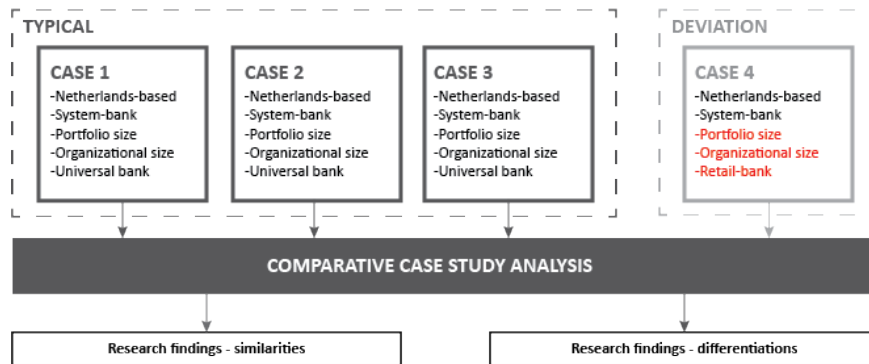 TYPICAL
DEVIATION
CASE 1
-Netherlands-based
-System-bank
-Portfolio size
-Organizational size
-Universal bank
CASE 2
-Netherlands-based
-System-bank
-Portfolio size
-Organizational size
-Universal bank
CASE 3
-Netherlands-based
-System-bank
-Portfolio size
-Organizational size
-Universal bank
CASE 4
-Netherlands-based
-System-bank
-Portfolio size
-Organizational size
-Retail-bank
COMPARATIVE CASE STUDY ANALYSIS
Research findings - similarities
Research findings - differentiations